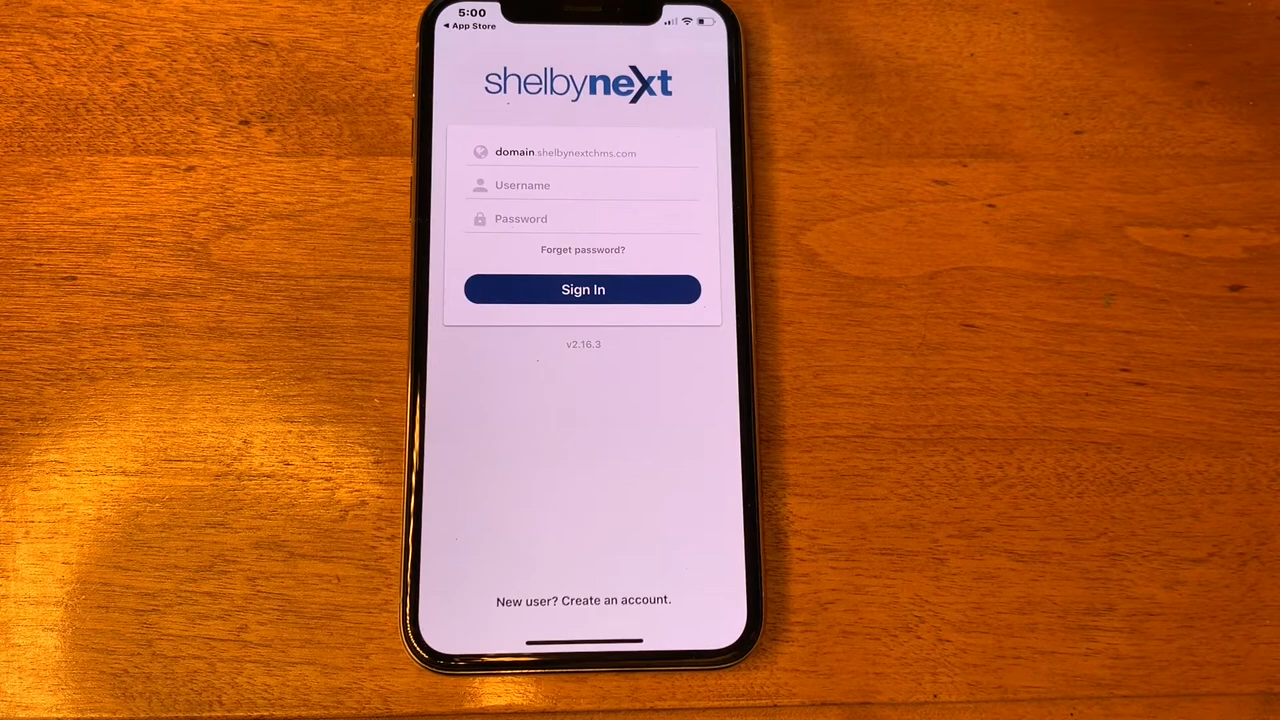 5:00
◀ App Store
shelbynext
domain.shelbynextchms.com
Username
Password
Forget password?
Sign In
v2.16.3
New user? Create an account.